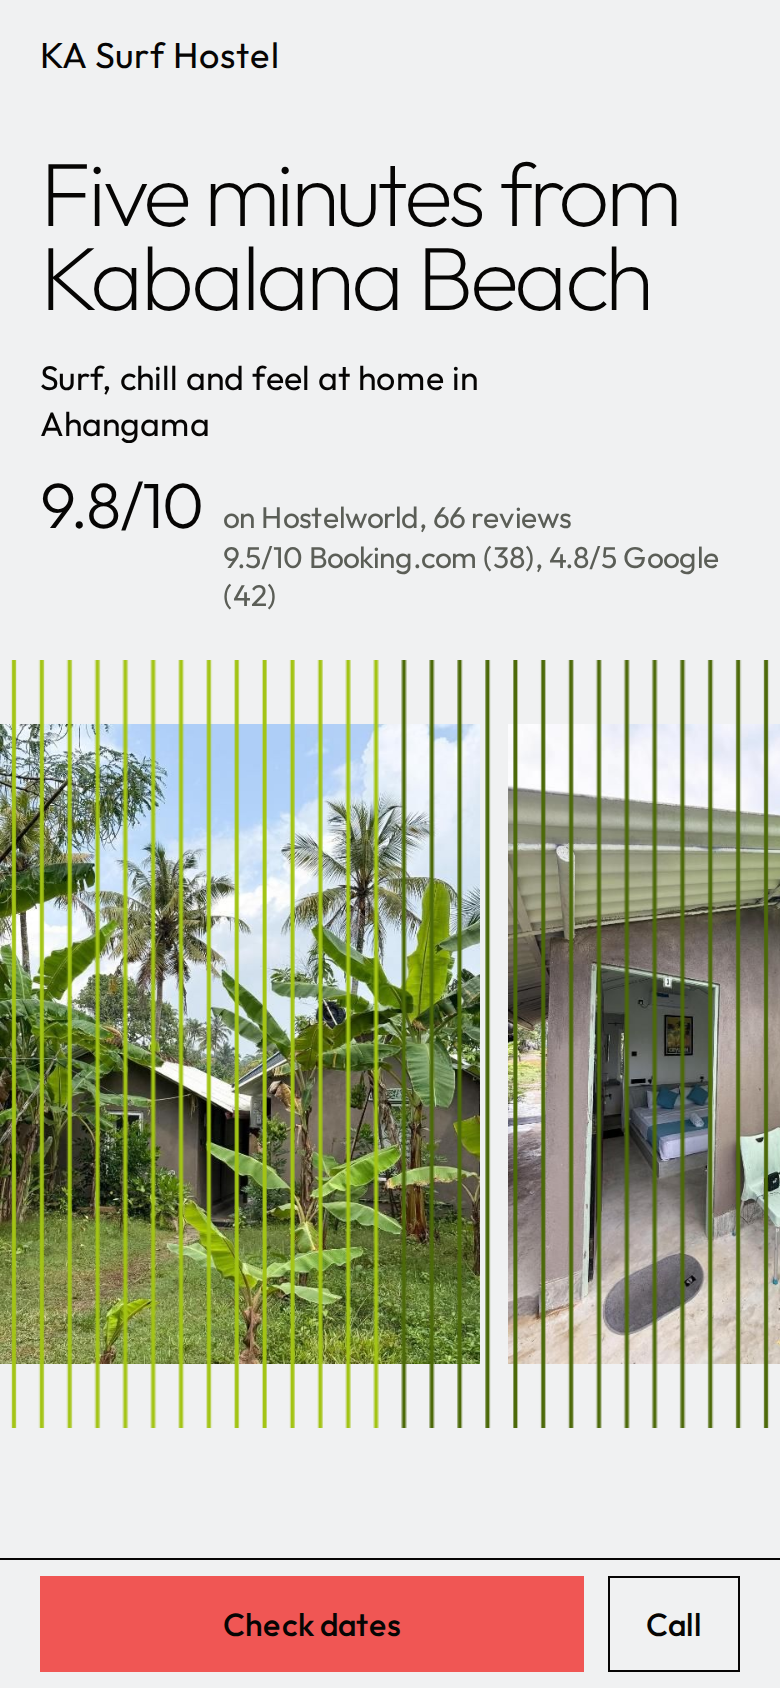 KA Surf Hostel
Five minutes from
Kabalana Beach
Surf, chill and feel at home in
Ahangama
9.8/10 on Hostelworld, 66 reviews
9.5/10 Booking.com (38), 4.8/5 Google
(42)
Check dates
Call